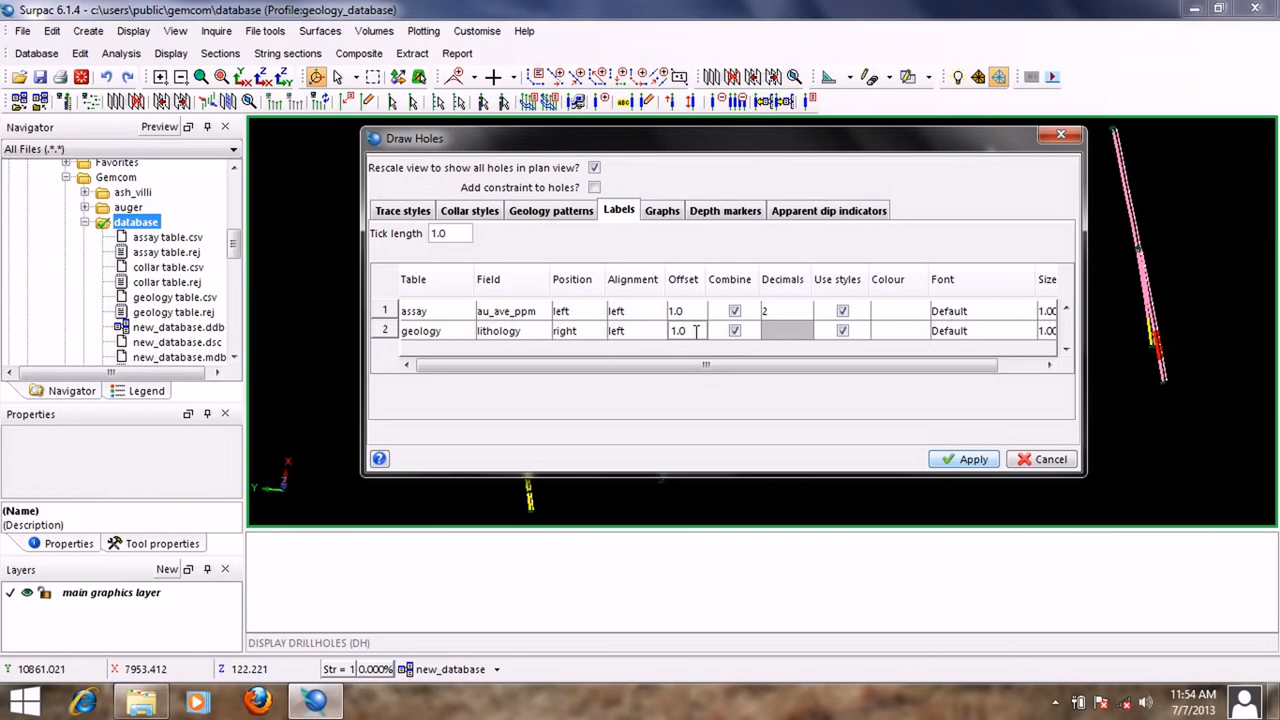 Surpac 6.1.4 - c:\users\public\gemcom\database (Profile:geology_database)
File Edit Create Display View Inquire File tools Surfaces Volumes Plotting Customise Help
Database Edit Analysis Display Sections String sections Composite Extract Report
Navigator Preview
All Files (*.*)
Favorites
Gemcom
ash_villi
auger
database
assay table.csv
assay table.rej
collar table.csv
collar table.rej
geology table.csv
geology table.rej
new_database.ddb
new_database.dsc
new_database.mdb
Navigator Legend
Properties
(Name)
(Description)
Properties Tool properties
Layers New
main graphics layer
Draw Holes
Rescale view to show all holes in plan view?
Add constraint to holes?
Trace styles Collar styles Geology patterns Labels Graphs Depth markers Apparent dip indicators
Tick length 1.0
Table Field Position Alignment Offset Combine Decimals Use styles Colour Font Size
1 assay au_ave_ppm left left 1.0 2 Default 1.00
2 geology lithology right left 1.0 Default 1.00
Apply Cancel
X
Y Z
DISPLAY DRILLHOLES (DH)
Y 10861.021 X 7953.412 Z 122.221 Str = 1 0.000% new_database
11:54 AM
7/7/2013